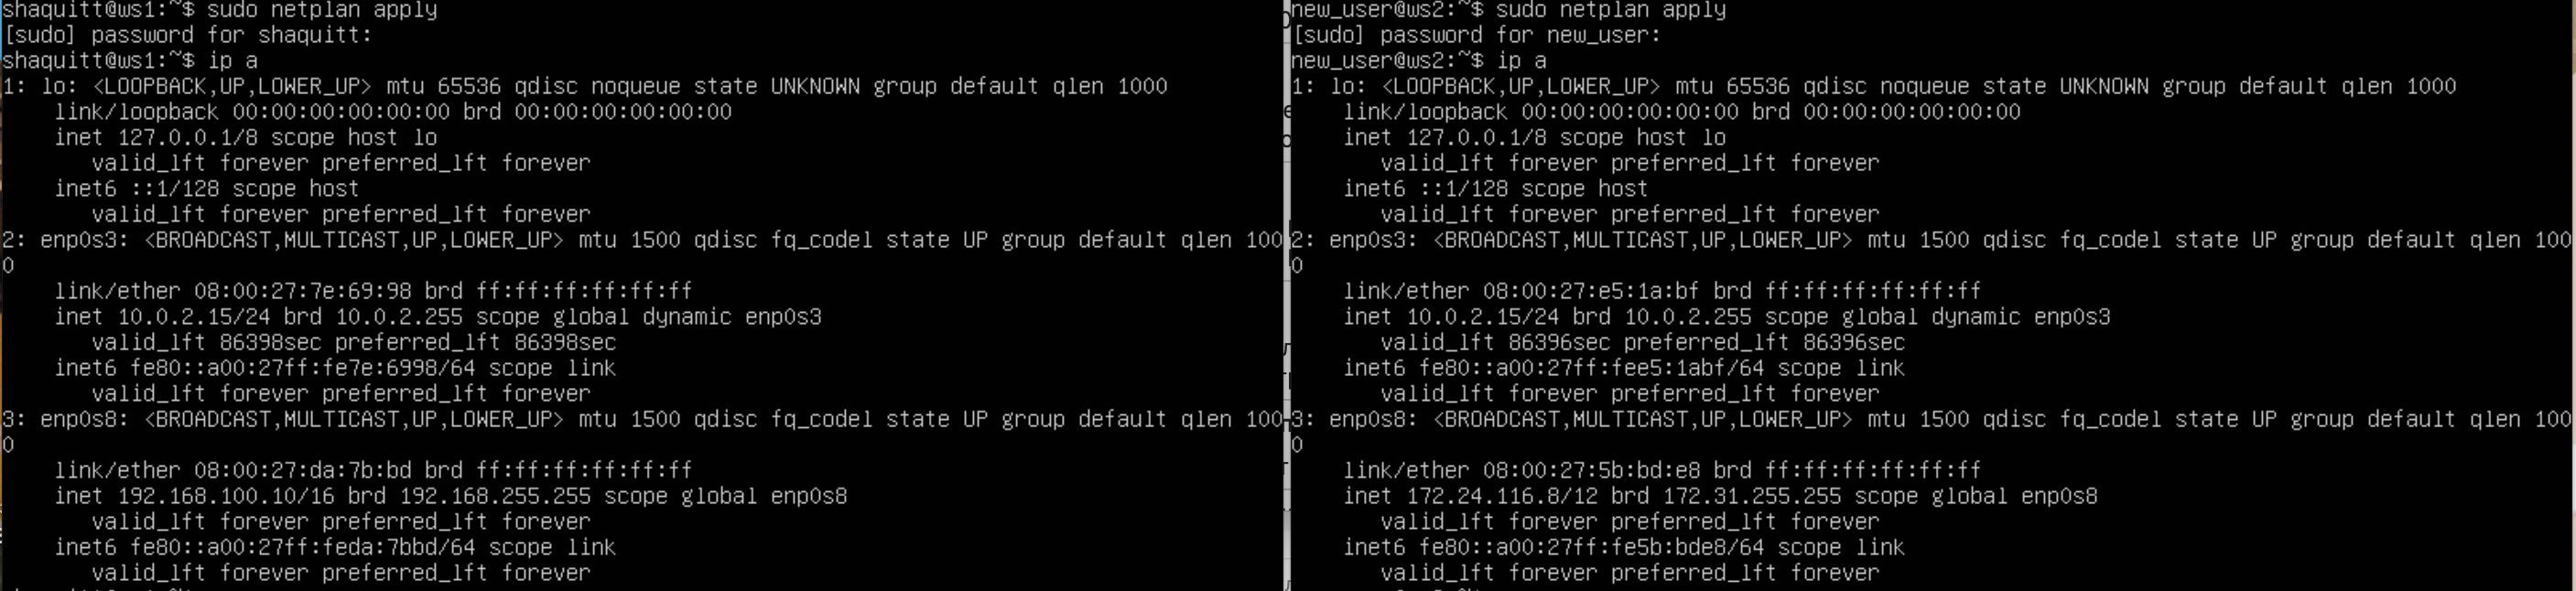 shaquitt@ws1:~$ sudo netplan apply
[sudo] password for shaquitt:
shaquitt@ws1:~$ ip a
1: lo: <LOOPBACK,UP,LOWER_UP> mtu 65536 qdisc noqueue state UNKNOWN group default qlen 1000
    link/loopback 00:00:00:00:00:00 brd 00:00:00:00:00:00
    inet 127.0.0.1/8 scope host lo
       valid_lft forever preferred_lft forever
    inet6 ::1/128 scope host
       valid_lft forever preferred_lft forever
2: enp0s3: <BROADCAST,MULTICAST,UP,LOWER_UP> mtu 1500 qdisc fq_codel state UP group default qlen 100
0
    link/ether 08:00:27:7e:69:98 brd ff:ff:ff:ff:ff:ff
    inet 10.0.2.15/24 brd 10.0.2.255 scope global dynamic enp0s3
       valid_lft 86398sec preferred_lft 86398sec
    inet6 fe80::a00:27ff:fe7e:6998/64 scope link
       valid_lft forever preferred_lft forever
3: enp0s8: <BROADCAST,MULTICAST,UP,LOWER_UP> mtu 1500 qdisc fq_codel state UP group default qlen 100
0
    link/ether 08:00:27:da:7b:bd brd ff:ff:ff:ff:ff:ff
    inet 192.168.100.10/16 brd 192.168.255.255 scope global enp0s8
       valid_lft forever preferred_lft forever
    inet6 fe80::a00:27ff:feda:7bbd/64 scope link
       valid_lft forever preferred_lft forever
new_user@ws2:~$ sudo netplan apply
[sudo] password for new_user:
new_user@ws2:~$ ip a
1: lo: <LOOPBACK,UP,LOWER_UP> mtu 65536 qdisc noqueue state UNKNOWN group default qlen 1000
    link/loopback 00:00:00:00:00:00 brd 00:00:00:00:00:00
    inet 127.0.0.1/8 scope host lo
       valid_lft forever preferred_lft forever
    inet6 ::1/128 scope host
       valid_lft forever preferred_lft forever
2: enp0s3: <BROADCAST,MULTICAST,UP,LOWER_UP> mtu 1500 qdisc fq_codel state UP group default qlen 100
0
    link/ether 08:00:27:e5:1a:bf brd ff:ff:ff:ff:ff:ff
    inet 10.0.2.15/24 brd 10.0.2.255 scope global dynamic enp0s3
       valid_lft 86396sec preferred_lft 86396sec
    inet6 fe80::a00:27ff:fee5:1abf/64 scope link
       valid_lft forever preferred_lft forever
3: enp0s8: <BROADCAST,MULTICAST,UP,LOWER_UP> mtu 1500 qdisc fq_codel state UP group default qlen 100
0
    link/ether 08:00:27:5b:bd:e8 brd ff:ff:ff:ff:ff:ff
    inet 172.24.116.8/12 brd 172.31.255.255 scope global enp0s8
       valid_lft forever preferred_lft forever
    inet6 fe80::a00:27ff:fe5b:bde8/64 scope link
       valid_lft forever preferred_lft forever